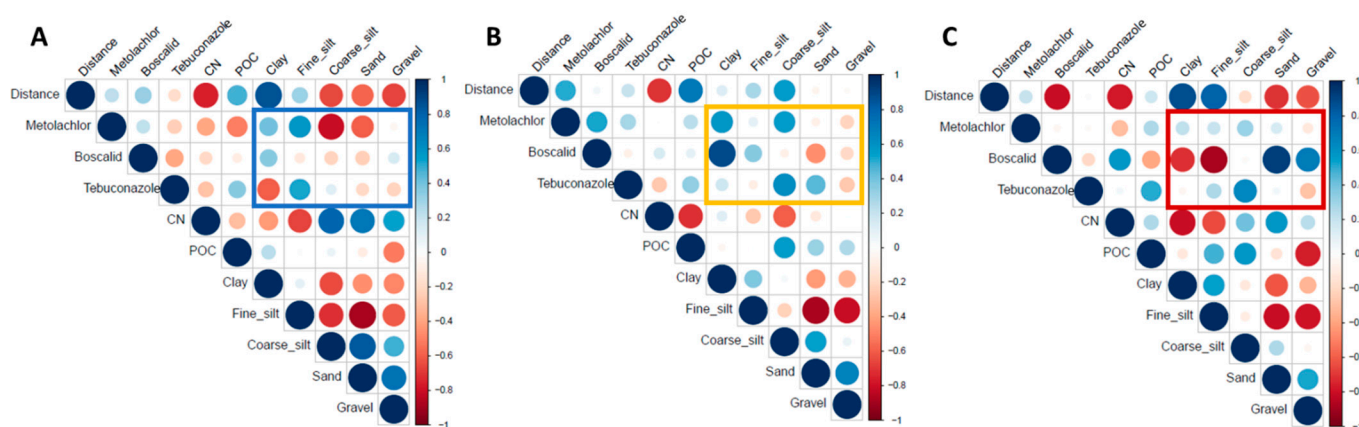 A
Distance
Metolachlor
Boscalid
Tebuconazole
CN
POC
Clay
Fine_silt
Coarse_silt
Sand
Gravel
Distance
Metolachlor
Boscalid
Tebuconazole
CN
POC
Clay
Fine_silt
Coarse_silt
Sand
Gravel
1
0.8
0.6
0.4
0.2
0
-0.2
-0.4
-0.6
-0.8
-1
B
Distance
Metolachlor
Boscalid
Tebuconazole
CN
POC
Clay
Fine_silt
Coarse_silt
Sand
Gravel
Distance
Metolachlor
Boscalid
Tebuconazole
CN
POC
Clay
Fine_silt
Coarse_silt
Sand
Gravel
1
0.8
0.6
0.4
0.2
0
-0.2
-0.4
-0.6
-0.8
-1
C
Distance
Metolachlor
Boscalid
Tebuconazole
CN
POC
Clay
Fine_silt
Coarse_silt
Sand
Gravel
Distance
Metolachlor
Boscalid
Tebuconazole
CN
POC
Clay
Fine_silt
Coarse_silt
Sand
Gravel